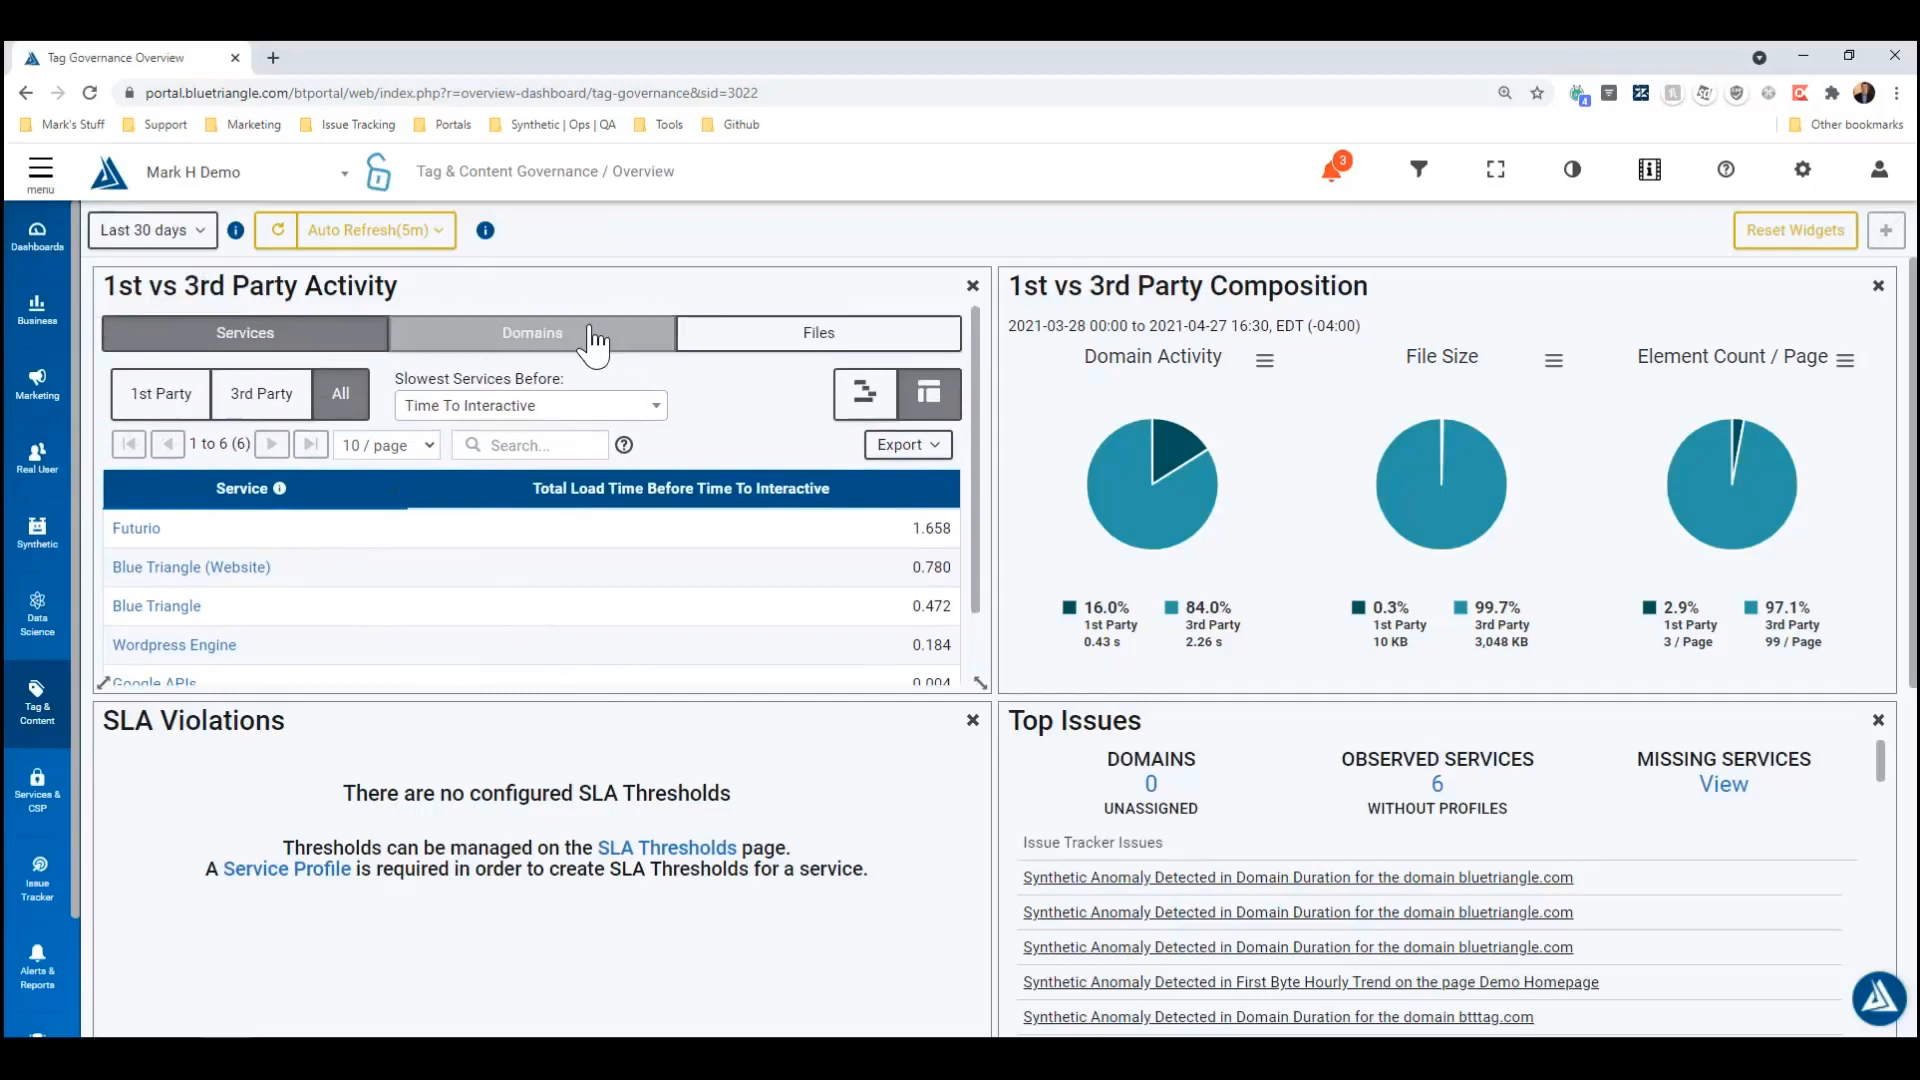 Tag Governance Overview
portal.bluetriangle.com/btportal/web/index.php?r=overview-dashboard/tag-governance&sid=3022
4
Mark's Stuff Support Marketing Issue Tracking Portals Synthetic | Ops | QA Tools Github Other bookmarks
menu
Mark H Demo
Tag & Content Governance / Overview
3
Dashboards
Business
Marketing
Real User
Synthetic
Data
Science
Tag &
Content
Services &
CSP
Issue
Tracker
Alerts &
Reports
Last 30 days
Auto Refresh(5m)
Reset Widgets
1st vs 3rd Party Activity
Services Domains Files
1st Party 3rd Party All
Slowest Services Before:
Time To Interactive
1 to 6 (6)
10 / page
Search...
Export
Service Total Load Time Before Time To Interactive
Futurio 1.658
Blue Triangle (Website) 0.780
Blue Triangle 0.472
Wordpress Engine 0.184
Google APIs 0.004
1st vs 3rd Party Composition
2021-03-28 00:00 to 2021-04-27 16:30, EDT (-04:00)
Domain Activity File Size Element Count / Page
16.0% 84.0% 0.3% 99.7% 2.9% 97.1%
1st Party 3rd Party 1st Party 3rd Party 1st Party 3rd Party
0.43 s 2.26 s 10 KB 3,048 KB 3 / Page 99 / Page
SLA Violations
There are no configured SLA Thresholds
Thresholds can be managed on the SLA Thresholds page.
A Service Profile is required in order to create SLA Thresholds for a service.
Top Issues
DOMAINS OBSERVED SERVICES MISSING SERVICES
0 6 View
UNASSIGNED WITHOUT PROFILES
Issue Tracker Issues
Synthetic Anomaly Detected in Domain Duration for the domain bluetriangle.com
Synthetic Anomaly Detected in Domain Duration for the domain bluetriangle.com
Synthetic Anomaly Detected in Domain Duration for the domain bluetriangle.com
Synthetic Anomaly Detected in First Byte Hourly Trend on the page Demo Homepage
Synthetic Anomaly Detected in Domain Duration for the domain btttag.com